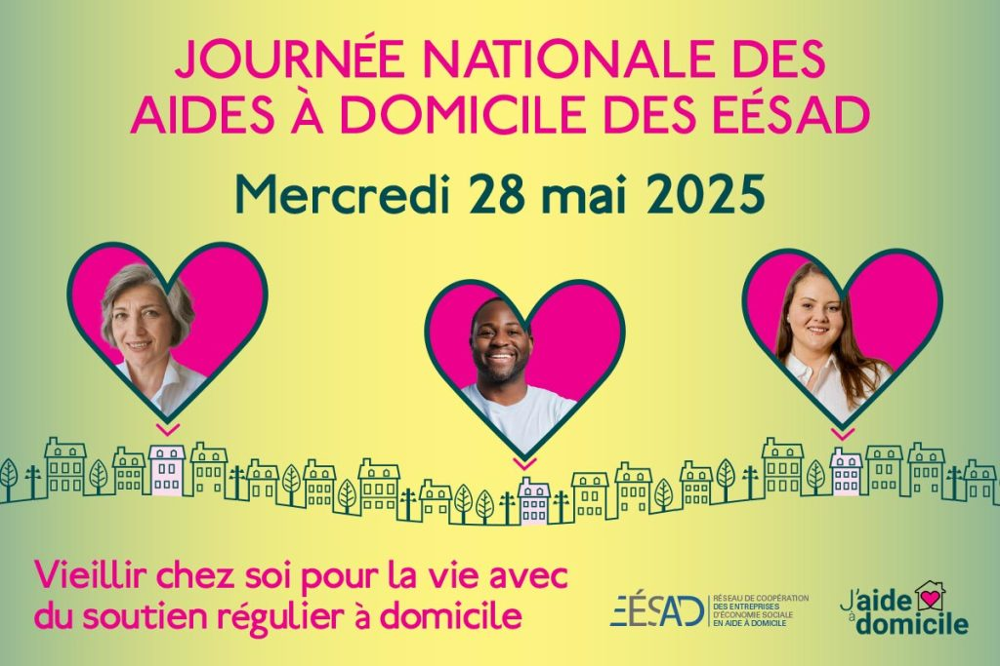 JOURNÉE NATIONALE DES
AIDES À DOMICILE DES EÉSAD
Mercredi 28 mai 2025
Vieillir chez soi pour la vie avec
du soutien régulier à domicile
EÉSAD
RÉSEAU DE COOPÉRATION
DES ENTREPRISES
D'ÉCONOMIE SOCIALE
EN AIDE À DOMICILE
J'aide
à
domicile